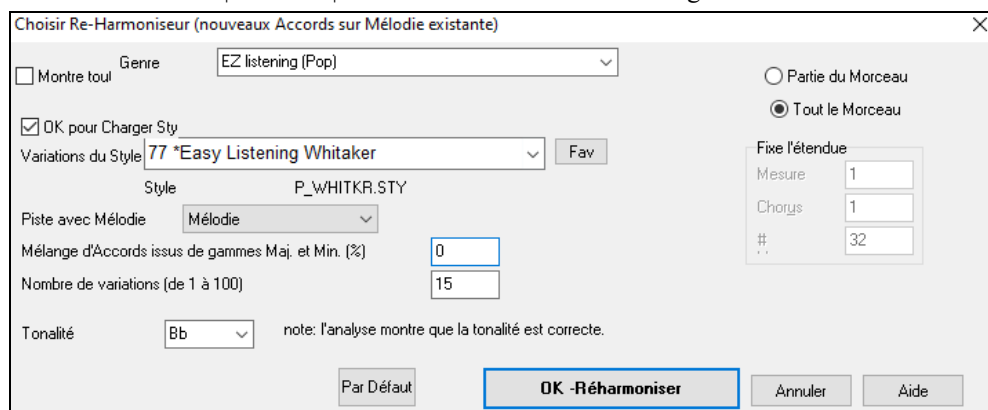 Choisir Re-Harmoniseur (nouveaux Accords sur Mélodie existante)
Genre
EZ listening (Pop)
Montre toul
Partie du Morceau
Tout le Morceau
OK pour Charger Sty
Variations du Style
77 *Easy Listening Whitaker
Fav
Fixe l'étendue
Style
P_WHITKR.STY
Mesure
1
Piste avec Mélodie
Mélodie
Chorus
1
Mélange d'Accords issus de gammes Maj. et Min. (%)
0
#
32
Nombre de variations (de 1 à 100)
15
Tonalité
Bb
note: l'analyse montre que la tonalité est correcte.
Par Défaut
OK -Réharmoniser
Annuler
Aide